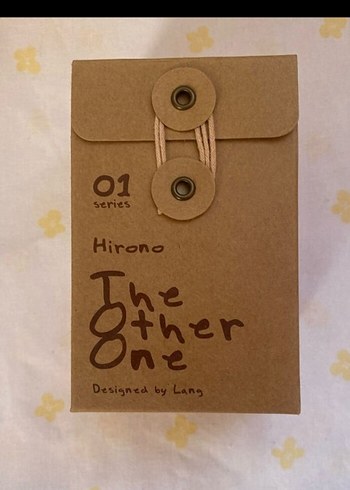 01
series
Hirono
The
Other
One
Designed by Lang